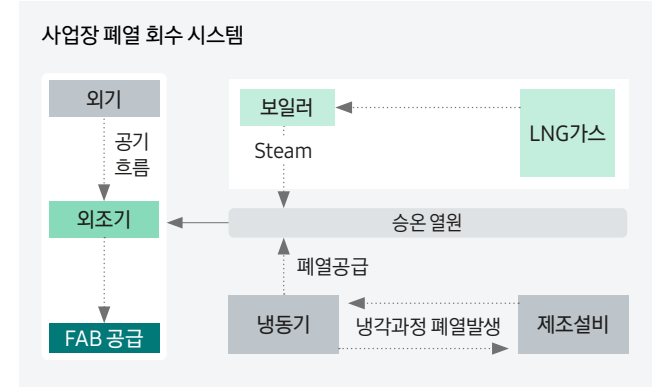 사업장 폐열 회수 시스템
외기
공기
흐름
외조기
FAB 공급
보일러
Steam
LNG가스
승온 열원
폐열공급
냉동기
냉각과정 폐열발생
제조설비